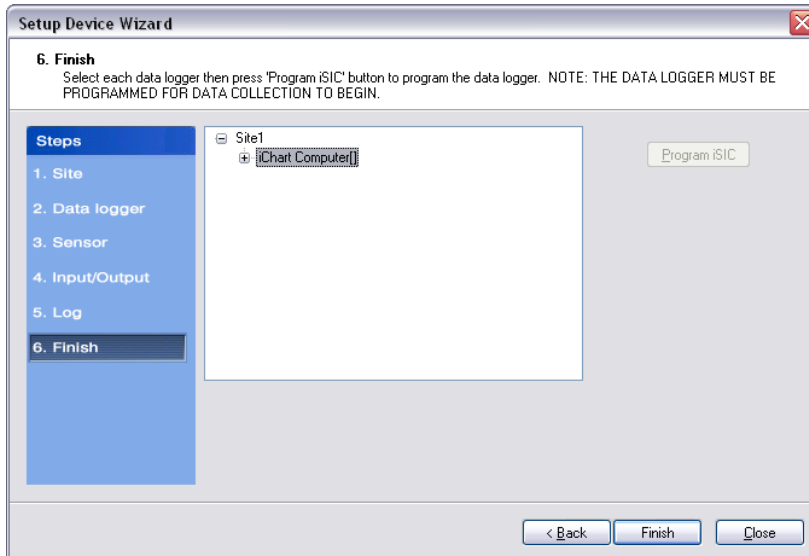 Setup Device Wizard
6. Finish
Select each data logger then press 'Program iSIC' button to program the data logger. NOTE: THE DATA LOGGER MUST BE
PROGRAMMED FOR DATA COLLECTION TO BEGIN.
Steps
1. Site
2. Data logger
3. Sensor
4. Input/Output
5. Log
6. Finish
Site1
iChart Computer[]
Program iSIC
< Back
Finish
Close